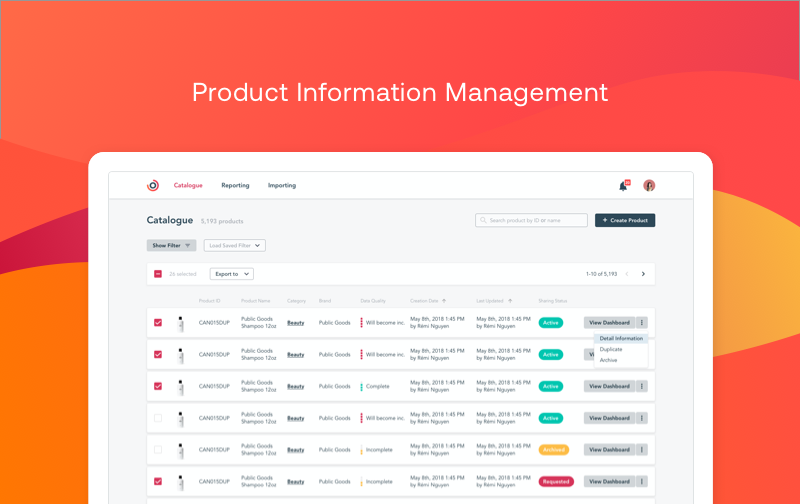 Product Information Management
Catalogue Reporting Importing
Catalogue 5,193 products
Search product by ID or name
+ Create Product
Show Filter
Load Saved Filter
26 selected
Export to
1-10 of 5,193
Product ID Product Name Category Brand Data Quality Creation Date Last Updated Sharing Status
CAN015DUP
Public Goods
Shampoo 12oz
Beauty
Public Goods
Will become inc.
May 8th, 2018 1:45 PM
by Rémi Nguyen
May 8th, 2018 1:45 PM
by Rémi Nguyen
Active
View Dashboard
Detail Information
Duplicate
Archive
CAN015DUP
Public Goods
Shampoo 12oz
Beauty
Public Goods
Will become inc.
May 8th, 2018 1:45 PM
by Rémi Nguyen
May 8th, 2018 1:45 PM
by Rémi Nguyen
Active
CAN015DUP
Public Goods
Shampoo 12oz
Beauty
Public Goods
Complete
May 8th, 2018 1:45 PM
by Rémi Nguyen
May 8th, 2018 1:45 PM
by Rémi Nguyen
Active
View Dashboard
CAN015DUP
Public Goods
Shampoo 12oz
Beauty
Public Goods
Will become inc.
May 8th, 2018 1:45 PM
by Rémi Nguyen
May 8th, 2018 1:45 PM
by Rémi Nguyen
Active
View Dashboard
CAN015DUP
Public Goods
Shampoo 12oz
Beauty
Public Goods
Incomplete
May 8th, 2018 1:45 PM
by Rémi Nguyen
May 8th, 2018 1:45 PM
by Rémi Nguyen
Archived
View Dashboard
CAN015DUP
Public Goods
Shampoo 12oz
Beauty
Public Goods
Incomplete
May 8th, 2018 1:45 PM
by Rémi Nguyen
May 8th, 2018 1:45 PM
by Rémi Nguyen
Requested
View Dashboard